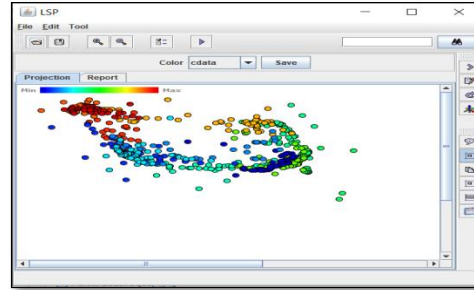 LSP
File Edit Tool
Color cdata Save
Projection Report
Min Max